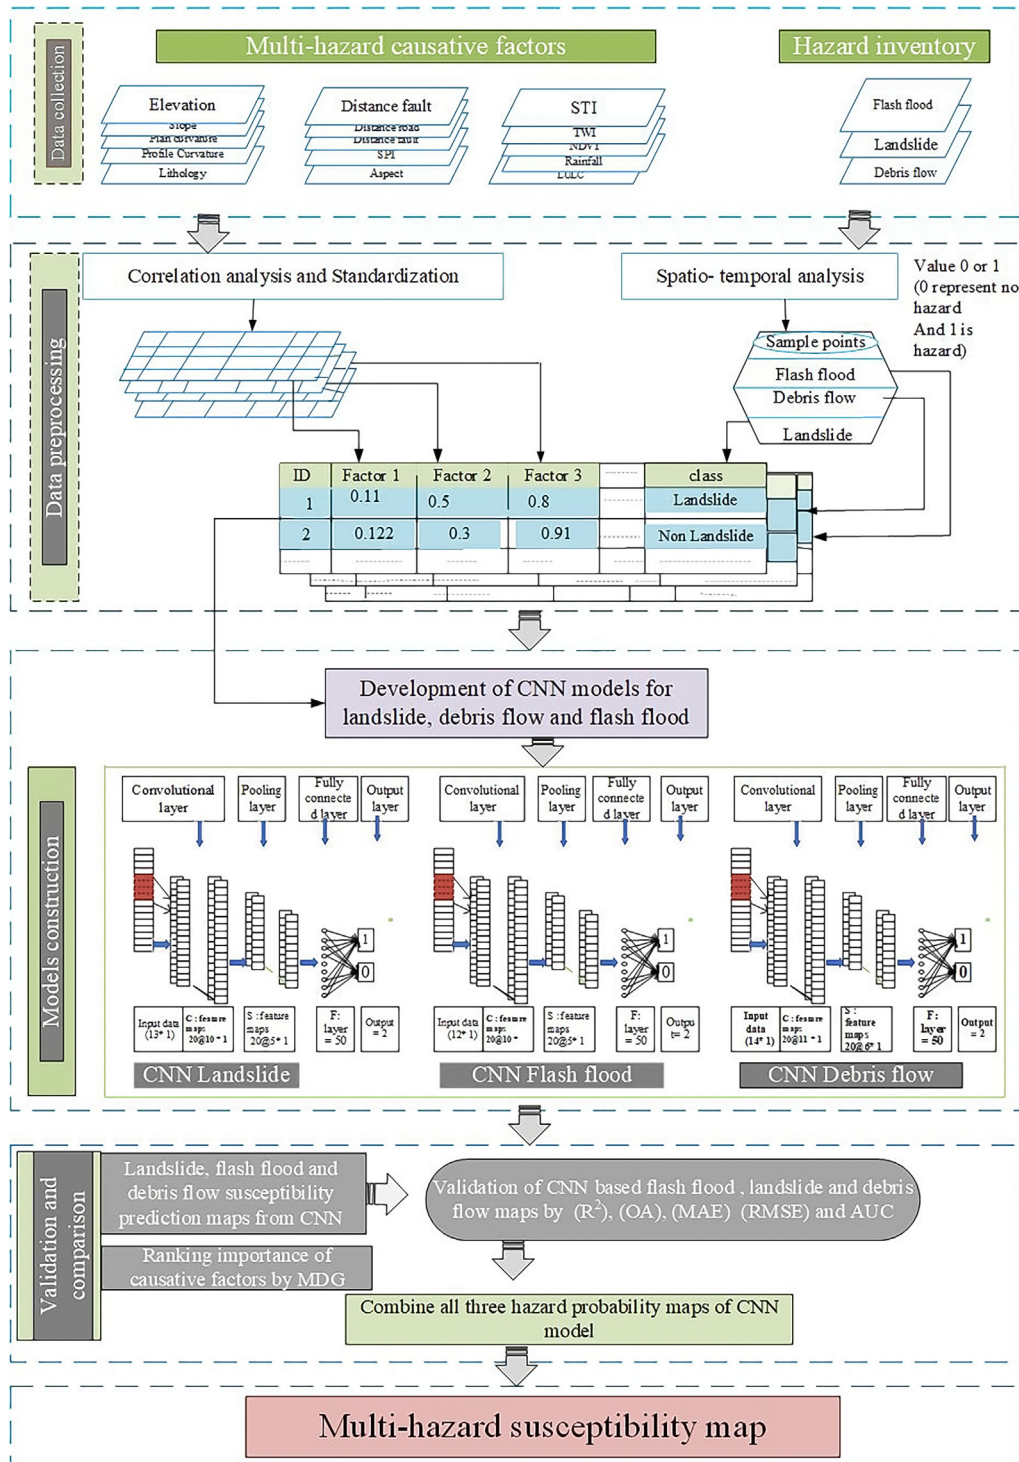 Data collection
Multi-hazard causative factors
Hazard inventory
Elevation
Slope
Plan curvature
Profile Curvature
Lithology
Distance fault
Distance road
Distance fault
SPI
Aspect
STI
TWI
NDVI
Rainfall
LULC
Flash flood
Landslide
Debris flow
Data preprocessing
Correlation analysis and Standardization
Spatio- temporal analysis
Value 0 or 1
(0 represent no
hazard
And 1 is
hazard)
Sample points
Flash flood
Debris flow
Landslide
ID Factor 1 Factor 2 Factor 3 class
1 0.11 0.5 0.8 Landslide
2 0.122 0.3 0.91 Non Landslide
Development of CNN models for
landslide, debris flow and flash flood
Models construction
Convolutional
layer
Pooling
layer
Fully
connecte
d layer
Output
layer
1
0
Input data
(13* 1)
C : feature
maps
20@10 * 1
S : feature
maps
20@5* 1
F:
layer
= 50
Output
= 2
CNN Landslide
Convolutional
layer
Pooling
layer
Fully
connecte
d layer
Output
layer
1
0
Input data
(12* 1)
C : feature
maps
20@10 *
S : feature
maps
20@5* 1
F:
layer
= 50
Outpu
t= 2
CNN Flash flood
Convolutional
layer
Pooling
layer
Fully
connecte
d layer
Output
layer
1
0
Input
data
(14* 1)
C : feature
maps
20@11 * 1
S :
feature
maps
20@6* 1
F:
layer
= 50
Output
= 2
CNN Debris flow
Validation and
comparison
Landslide, flash flood and
debris flow susceptibility
prediction maps from CNN
Ranking importance of
causative factors by MDG
Validation of CNN based flash flood , landslide and debris
flow maps by (R²), (OA), (MAE) (RMSE) and AUC
Combine all three hazard probability maps of CNN
model
Multi-hazard susceptibility map